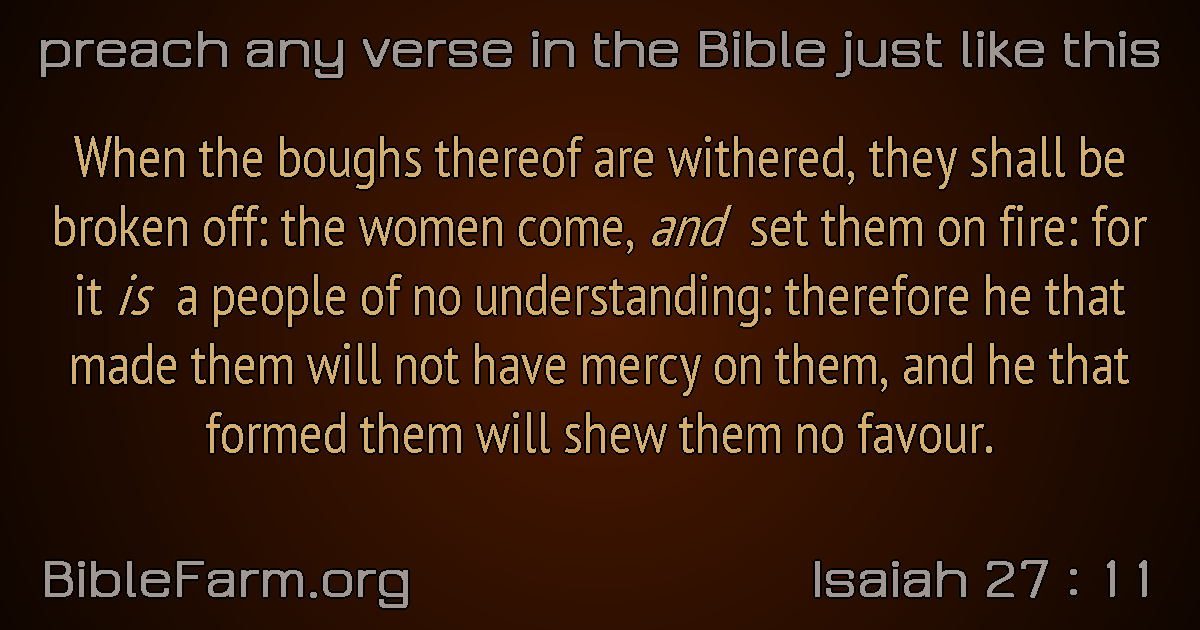 preach any verse in the Bible just like this
When the boughs thereof are withered, they shall be
broken off: the women come, and set them on fire: for
it is a people of no understanding: therefore he that
made them will not have mercy on them, and he that
formed them will shew them no favour.
BibleFarm.org
Isaiah 27 : 11